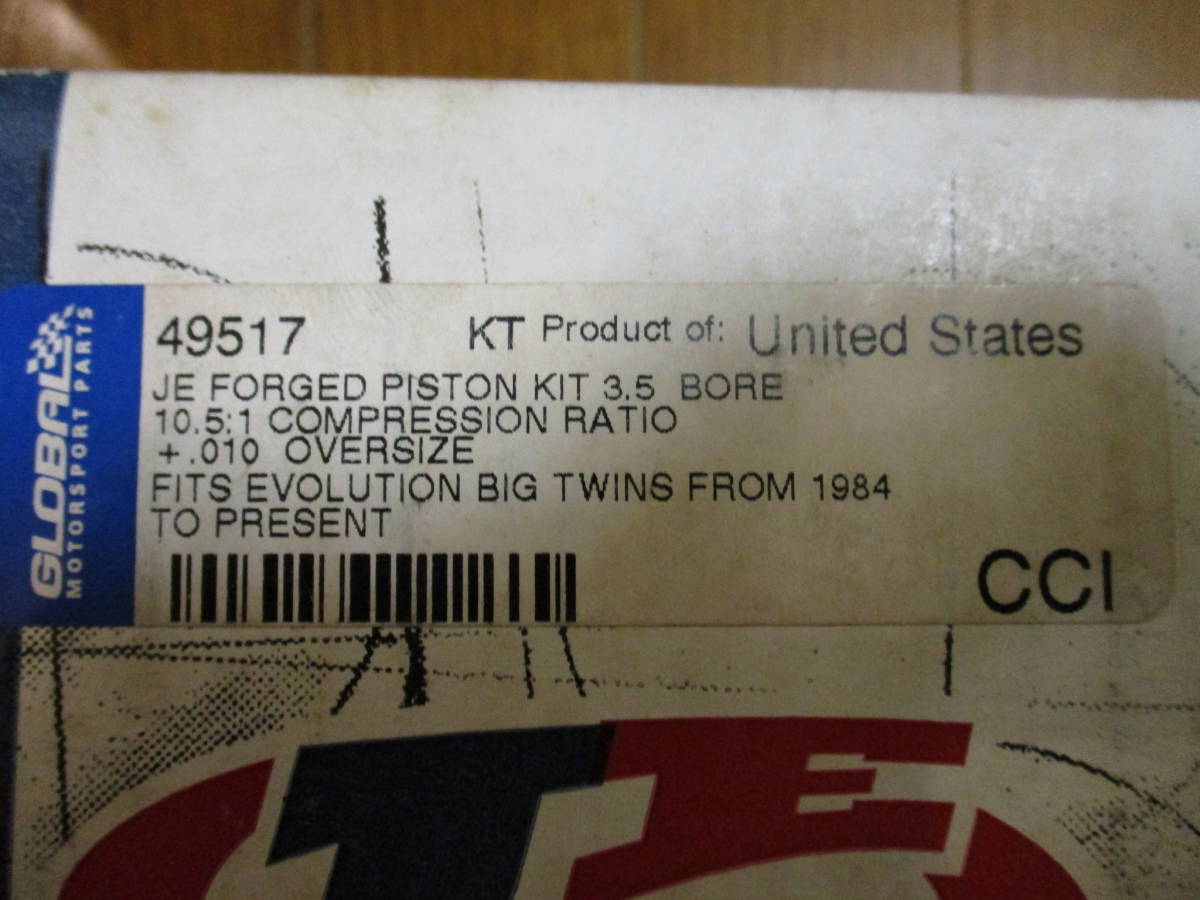 49517 KT Product of: United States
JE FORGED PISTON KIT 3.5 BORE
10.5:1 COMPRESSION RATIO
+.010 OVERSIZE
FITS EVOLUTION BIG TWINS FROM 1984
TO PRESENT
CCI
GLOBAL
MOTORSPORT PARTS
JE